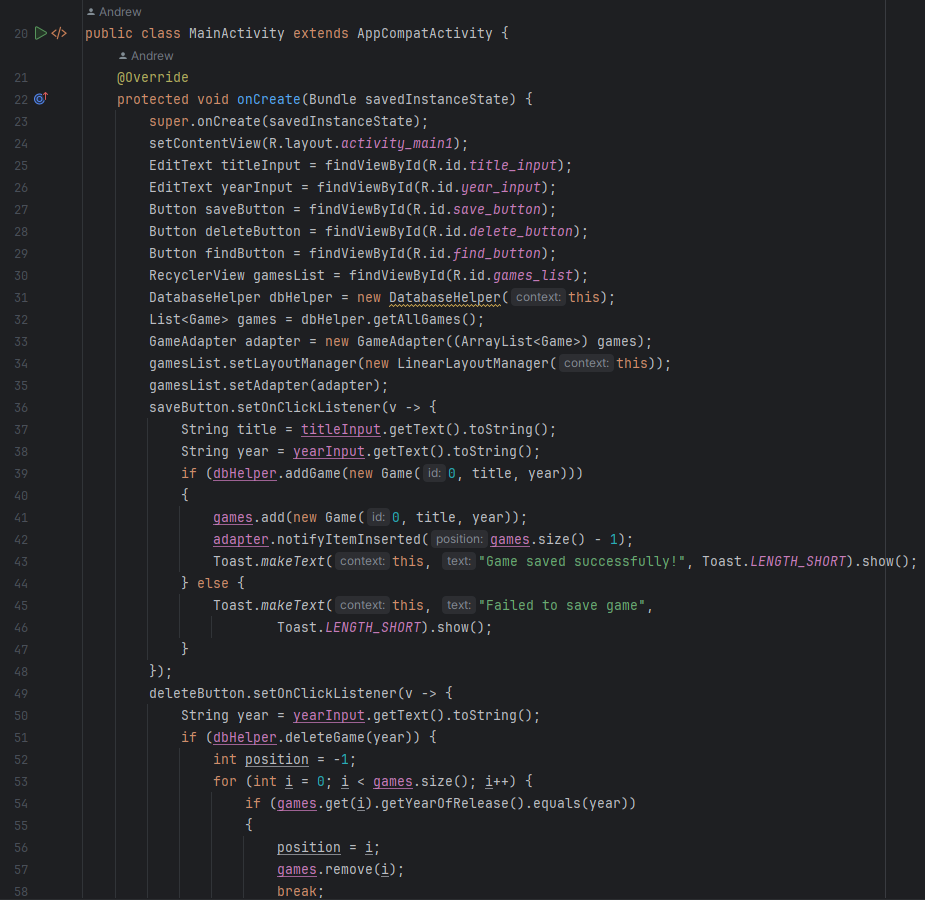 Andrew
20 public class MainActivity extends AppCompatActivity {
Andrew
21 @Override
22 protected void onCreate(Bundle savedInstanceState) {
23 super.onCreate(savedInstanceState);
24 setContentView(R.layout.activity_main1);
25 EditText titleInput = findViewById(R.id.title_input);
26 EditText yearInput = findViewById(R.id.year_input);
27 Button saveButton = findViewById(R.id.save_button);
28 Button deleteButton = findViewById(R.id.delete_button);
29 Button findButton = findViewById(R.id.find_button);
30 RecyclerView gamesList = findViewById(R.id.games_list);
31 DatabaseHelper dbHelper = new DatabaseHelper( context: this);
32 List<Game> games = dbHelper.getAllGames();
33 GameAdapter adapter = new GameAdapter((ArrayList<Game>) games);
34 gamesList.setLayoutManager(new LinearLayoutManager( context: this));
35 gamesList.setAdapter(adapter);
36 saveButton.setOnClickListener(v -> {
37 String title = titleInput.getText().toString();
38 String year = yearInput.getText().toString();
39 if (dbHelper.addGame(new Game( id: 0, title, year)))
40 {
41 games.add(new Game( id: 0, title, year));
42 adapter.notifyItemInserted( position: games.size() - 1);
43 Toast.makeText( context: this, text: "Game saved successfully!", Toast.LENGTH_SHORT).show();
44 } else {
45 Toast.makeText( context: this, text: "Failed to save game",
46 Toast.LENGTH_SHORT).show();
47 }
48 });
49 deleteButton.setOnClickListener(v -> {
50 String year = yearInput.getText().toString();
51 if (dbHelper.deleteGame(year)) {
52 int position = -1;
53 for (int i = 0; i < games.size(); i++) {
54 if (games.get(i).getYearOfRelease().equals(year))
55 {
56 position = i;
57 games.remove(i);
58 break;